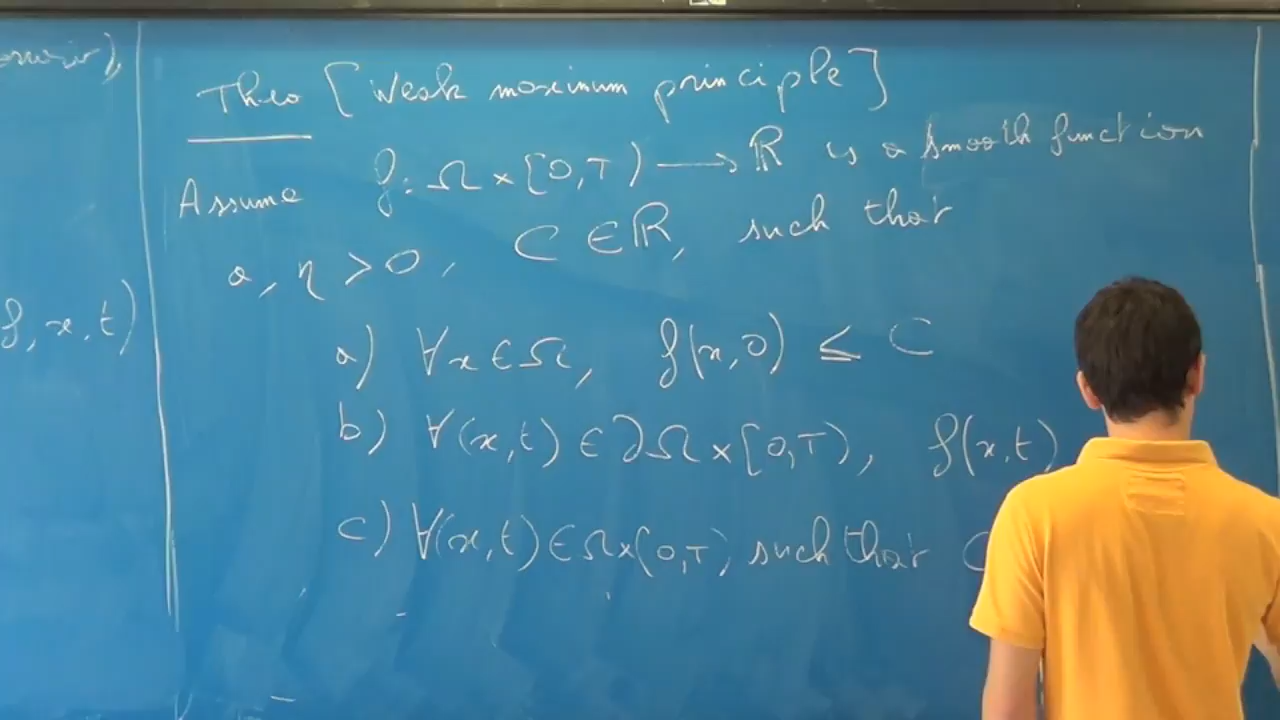 Theo [Weak maximum principle]
Assume f: Ω × [0,T) → ℝ is a smooth function
a, η > 0, C ∈ ℝ, such that
f, x, t)
a) ∀x ∈ Ω, f(x,0) ≤ C
b) ∀(x,t) ∈ ∂Ω × [0,T), f(x,t)
c) ∀(x,t) ∈ Ω × (0,T) such that C